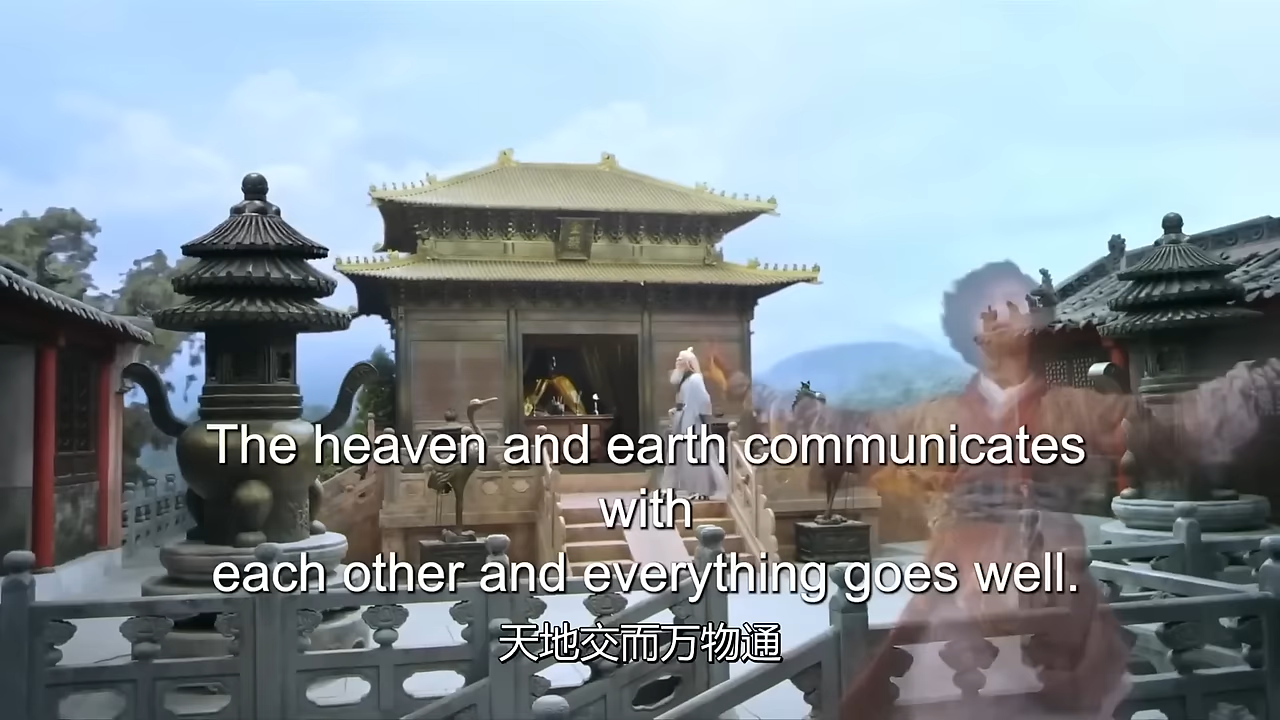 The heaven and earth communicates
with
each other and everything goes well.
天地交而万物通